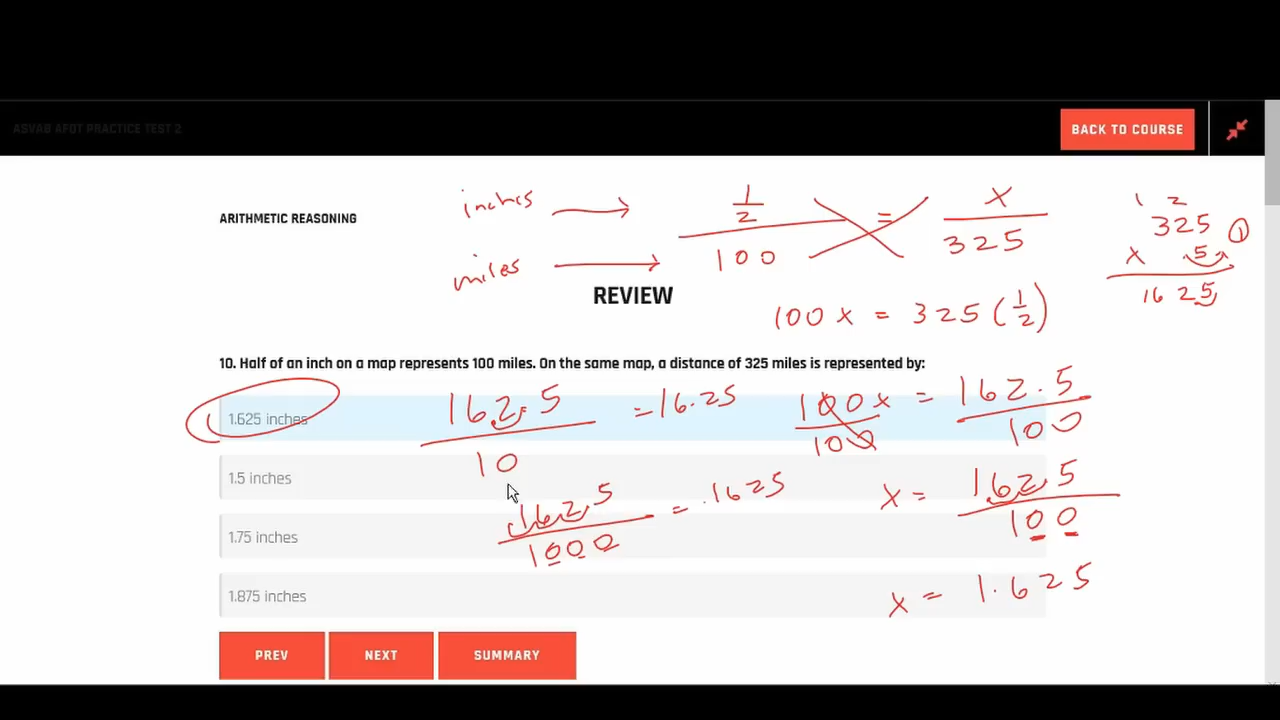 ASVAB AFQT PRACTICE TEST 2
BACK TO COURSE
ARITHMETIC REASONING
inches → 1/2 = x
miles → 100 325
1 2
325 1
x .5
162.5
REVIEW
100x = 325(1/2)
10. Half of an inch on a map represents 100 miles. On the same map, a distance of 325 miles is represented by:
1.625 inches
162.5/10 = 16.25
100x/100 = 162.5/100
1.5 inches
162.5/1000 = .1625
x = 162.5/100
1.75 inches
1.875 inches
x = 1.625
PREV NEXT SUMMARY